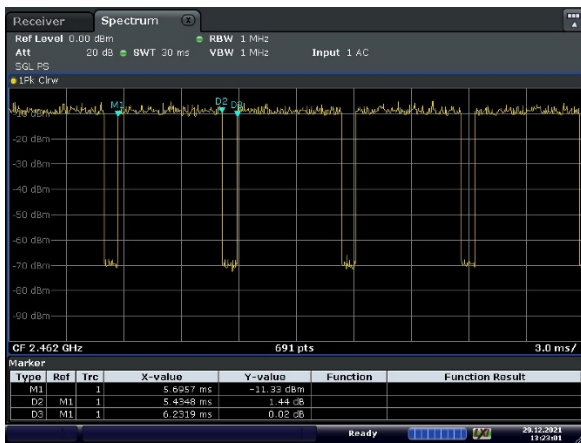 Receiver Spectrum
Ref Level 0.00 dBm RBW 1 MHz
Att 20 dB SWT 30 ms VBW 1 MHz Input 1 AC
SGL PS
1Pk Clrw
M1 D2 D3
-10 dBm
-20 dBm
-30 dBm
-40 dBm
-50 dBm
-60 dBm
-70 dBm
-80 dBm
-90 dBm
CF 2.462 GHz 691 pts 3.0 ms/
Marker
Type Ref Trc X-value Y-value Function Function Result
M1 1 5.6957 ms -11.33 dBm
D2 M1 1 5.4348 ms 1.44 dB
D3 M1 1 6.2319 ms 0.02 dB
Ready 29.12.2021
13:23:01